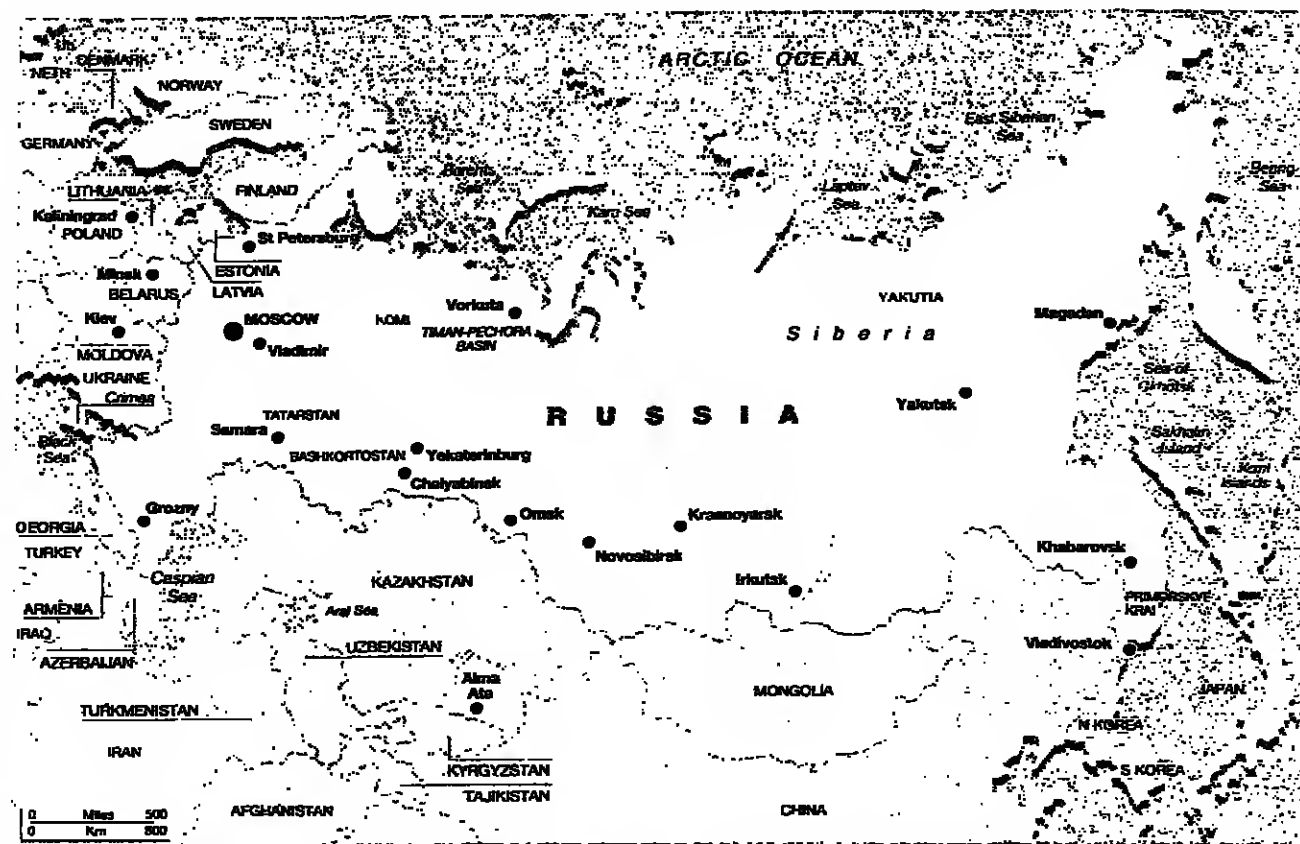 ARCTIC OCEAN
DENMARK
NETH
NORWAY
SWEDEN
GERMANY
East Siberian
Sea
Bering
Sea
Barents
Sea
Laptev
Sea
LITHUANIA
FINLAND
Kara Sea
Kaliningrad
POLAND
St Petersburg
ESTONIA
Minsk
BELARUS
LATVIA
Vorkuta
YAKUTIA
Kiev
MOSCOW
KOMI
TIMAN-PECHORA
BASIN
Siberia
Magadan
MOLDOVA
Vladimir
UKRAINE
Crimea
Sea of
Okhotsk
Yakutsk
RUSSIA
TATARSTAN
Samara
Black
Sea
BASHKORTOSTAN
Yekaterinburg
Chelyabinsk
Sakhalin
Island
Islands
Grozny
GEORGIA
TURKEY
Omsk
Krasnoyarsk
Novosibirsk
Khabarovsk
Caspian
Sea
KAZAKHSTAN
Irkutsk
Aral Sea
PRIMORSKYE
KRAI
ARMENIA
IRAQ
AZERBAIJAN
UZBEKISTAN
Vladivostok
Alma
Ata
MONGOLIA
JAPAN
TURKMENISTAN
N KOREA
IRAN
KYRGYZSTAN
S KOREA
TAJIKISTAN
AFGHANISTAN
CHINA
0 Miles 500
0 Km 800